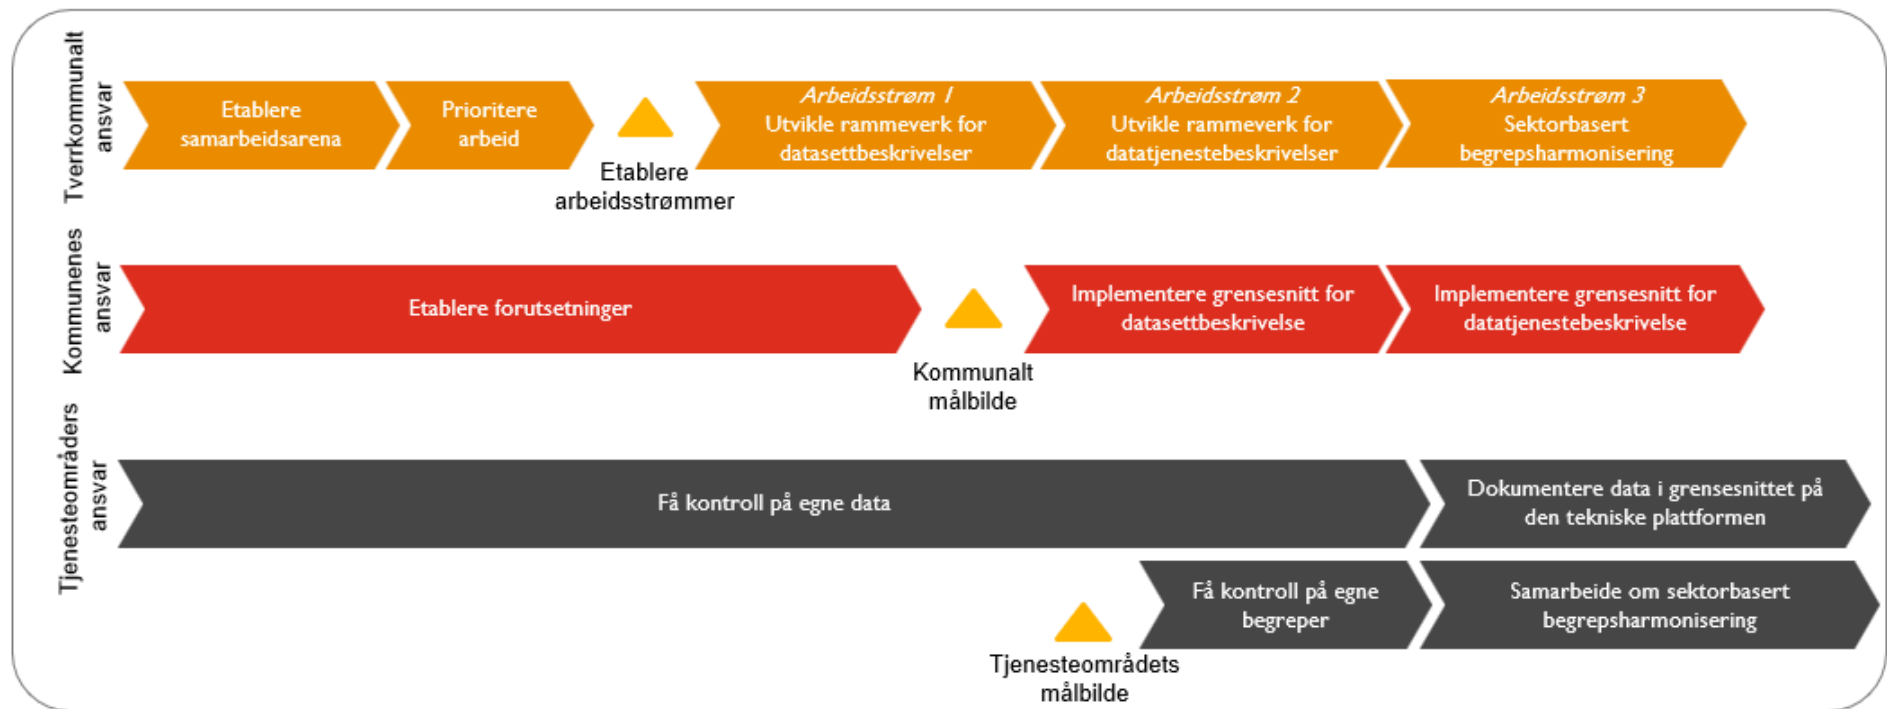 Tverrkommunalt
ansvar
Etablere
samarbeidsarena
Prioritere
arbeid
Etablere
arbeidsstrømmer
Arbeidsstrøm 1
Utvikle rammeverk for
datasettbeskrivelser
Arbeidsstrøm 2
Utvikle rammeverk for
datatjenestebeskrivelser
Arbeidsstrøm 3
Sektorbasert
begrepsharmonisering
Kommunenes
ansvar
Etablere forutsetninger
Kommunalt
målbilde
Implementere grensesnitt for
datasettbeskrivelse
Implementere grensesnitt for
datatjenestebeskrivelse
Tjenesteområders
ansvar
Få kontroll på egne data
Dokumentere data i grensesnittet på
den tekniske plattformen
Tjenesteområdets
målbilde
Få kontroll på egne
begreper
Samarbeide om sektorbasert
begrepsharmonisering